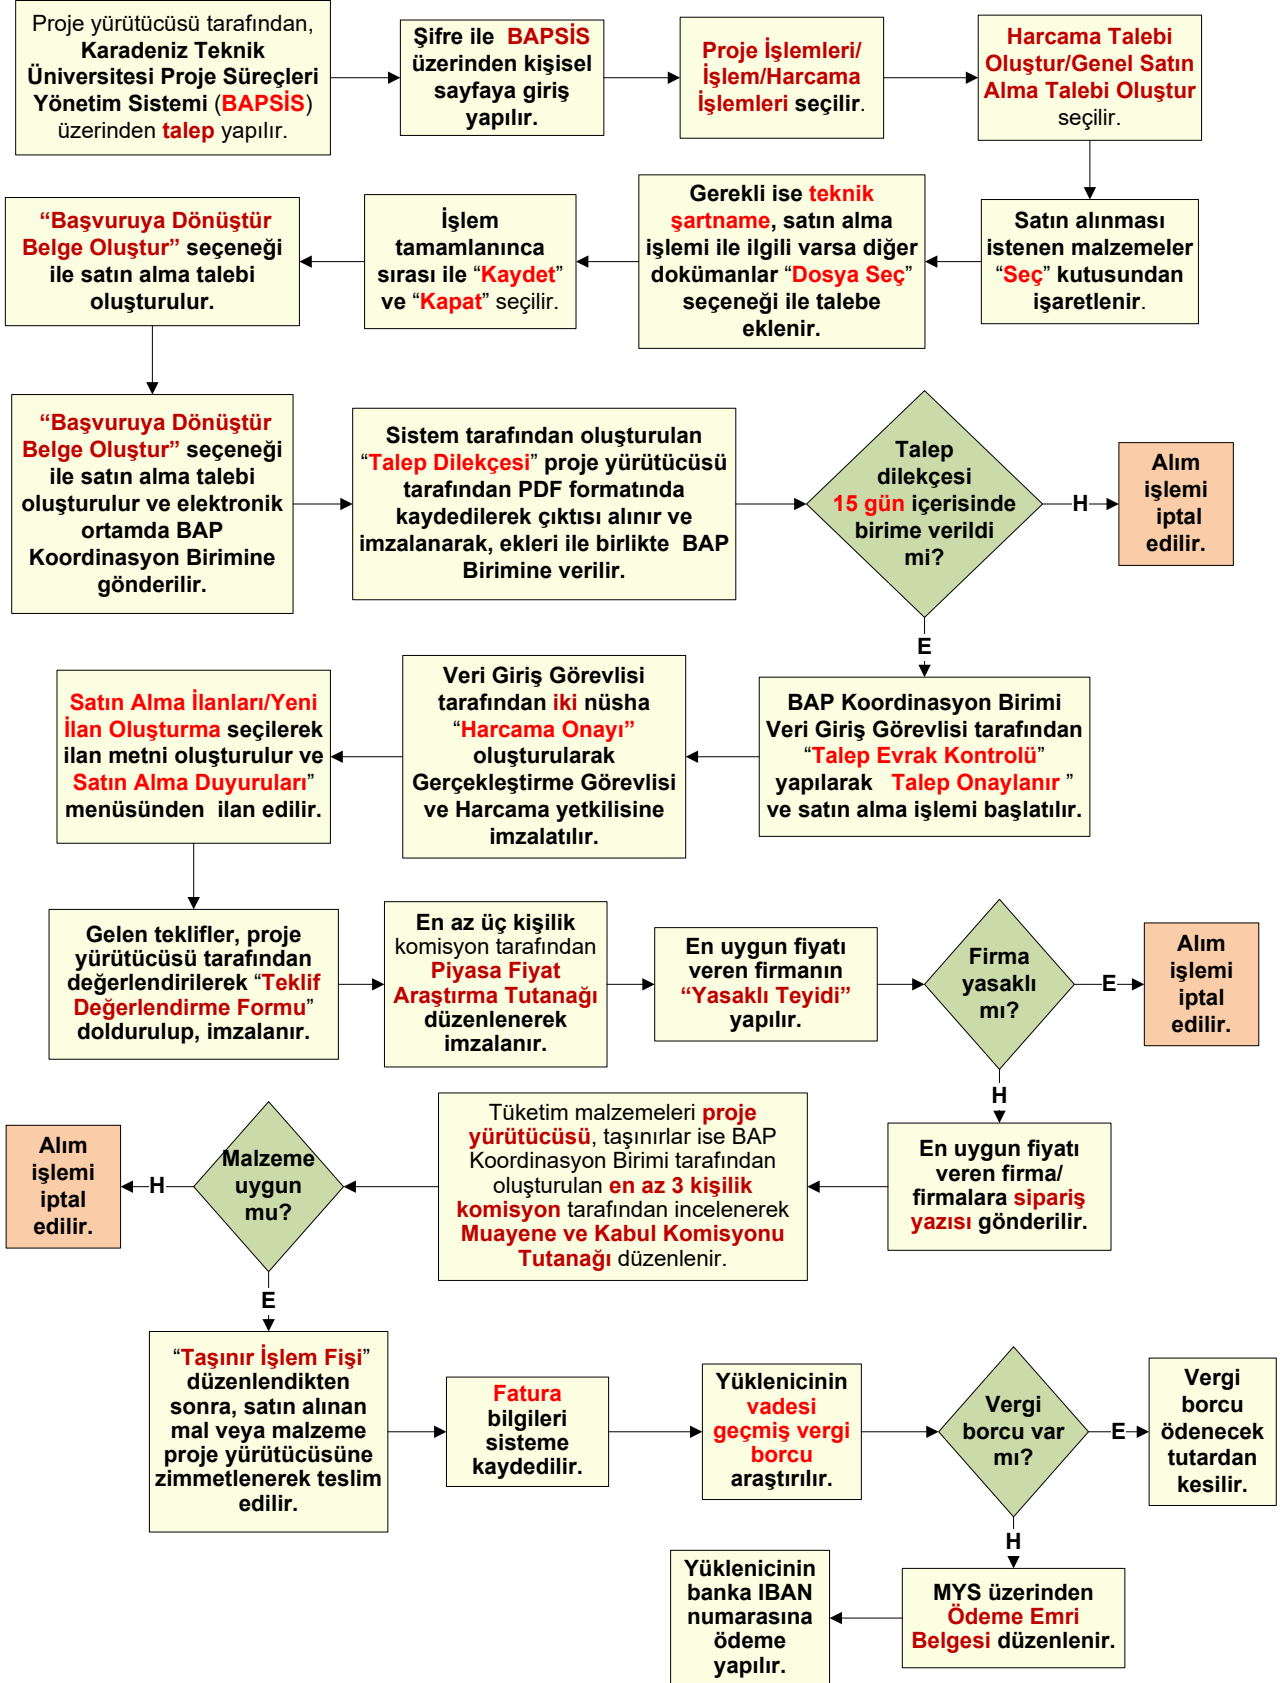 Proje yürütücüsü tarafından,
Karadeniz Teknik
Üniversitesi Proje Süreçleri
Yönetim Sistemi (BAPSİS)
üzerinden talep yapılır.
Şifre ile BAPSİS
üzerinden kişisel
sayfaya giriş
yapılır.
Proje İşlemleri/
İşlem/Harcama
İşlemleri seçilir.
Harcama Talebi
Oluştur/Genel Satın
Alma Talebi Oluştur
seçilir.
Satın alınması
istenen malzemeler
“Seç” kutusundan
işaretlenir.
Gerekli ise teknik
şartname, satın alma
işlemi ile ilgili varsa diğer
dokümanlar “Dosya Seç”
seçeneği ile talebe
eklenir.
İşlem
tamamlanınca
sırası ile “Kaydet”
ve “Kapat” seçilir.
“Başvuruya Dönüştür
Belge Oluştur” seçeneği
ile satın alma talebi
oluşturulur.
“Başvuruya Dönüştür
Belge Oluştur” seçeneği
ile satın alma talebi
oluşturulur ve elektronik
ortamda BAP
Koordinasyon Birimine
gönderilir.
Sistem tarafından oluşturulan
“Talep Dilekçesi” proje yürütücüsü
tarafından PDF formatında
kaydedilerek çıktısı alınır ve
imzalanarak, ekleri ile birlikte BAP
Birimine verilir.
Talep
dilekçesi
15 gün içerisinde
birime verildi
mi?
H
Alım
işlemi
iptal
edilir.
E
BAP Koordinasyon Birimi
Veri Giriş Görevlisi tarafından
“Talep Evrak Kontrolü”
yapılarak Talep Onaylanır ”
ve satın alma işlemi başlatılır.
Veri Giriş Görevlisi
tarafından iki nüsha
“Harcama Onayı”
oluşturularak
Gerçekleştirme Görevlisi
ve Harcama yetkilisine
imzalatılır.
Satın Alma İlanları/Yeni
İlan Oluşturma seçilerek
ilan metni oluşturulur ve
Satın Alma Duyuruları”
menüsünden ilan edilir.
Gelen teklifler, proje
yürütücüsü tarafından
değerlendirilerek “Teklif
Değerlendirme Formu”
doldurulup, imzalanır.
En az üç kişilik
komisyon tarafından
Piyasa Fiyat
Araştırma Tutanağı
düzenlenerek
imzalanır.
En uygun fiyatı
veren firmanın
“Yasaklı Teyidi”
yapılır.
Firma
yasaklı
mı?
E
Alım
işlemi
iptal
edilir.
H
En uygun fiyatı
veren firma/
firmalara sipariş
yazısı gönderilir.
Tüketim malzemeleri proje
yürütücüsü, taşınırlar ise BAP
Koordinasyon Birimi tarafından
oluşturulan en az 3 kişilik
komisyon tarafından incelenerek
Muayene ve Kabul Komisyonu
Tutanağı düzenlenir.
Malzeme
uygun
mu?
H
Alım
işlemi
iptal
edilir.
E
“Taşınır İşlem Fişi”
düzenlendikten
sonra, satın alınan
mal veya malzeme
proje yürütücüsüne
zimmetlenerek teslim
edilir.
Fatura
bilgileri
sisteme
kaydedilir.
Yüklenicinin
vadesi
geçmiş vergi
borcu
araştırılır.
Vergi
borcu var
mı?
E
Vergi
borcu
ödenecek
tutardan
kesilir.
H
MYS üzerinden
Ödeme Emri
Belgesi düzenlenir.
Yüklenicinin
banka IBAN
numarasına
ödeme
yapılır.